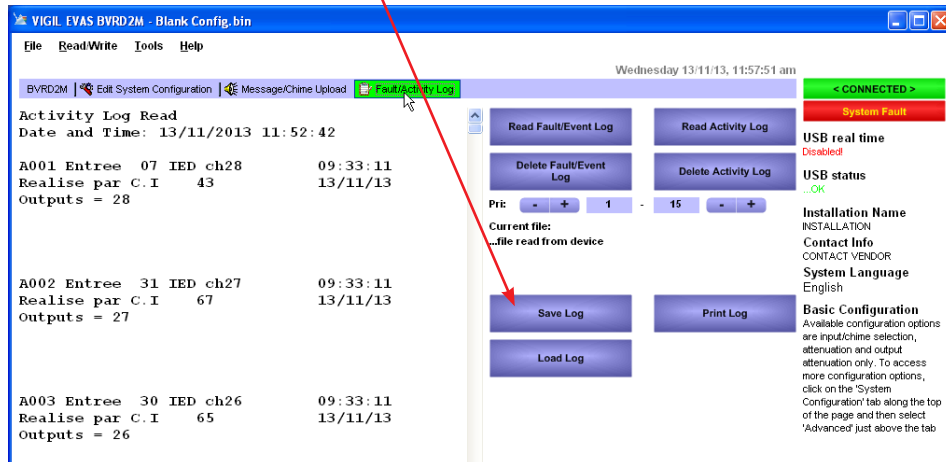 VIGIL EVAS BVRD2M - Blank Config.bin
File Read/Write Tools Help
Wednesday 13/11/13, 11:57:51 am
BVRD2M Edit System Configuration Message/Chime Upload Fault/Activity Log
< CONNECTED >
System Fault
USB real time
Disabled!
USB status
...OK
Installation Name
INSTALLATION
Contact Info
CONTACT VENDOR
System Language
English
Basic Configuration
Available configuration options
are input/chime selection,
attenuation and output
attenuation only. To access
more configuration options,
click on the 'System
Configuration' tab along the top
of the page and then select
'Advanced' just above the tab
Activity Log Read
Date and Time: 13/11/2013 11:52:42
A001 Entree 07 IED ch28 09:33:11
Realise par C.I 43 13/11/13
Outputs = 28
A002 Entree 31 IED ch27 09:33:11
Realise par C.I 67 13/11/13
Outputs = 27
A003 Entree 30 IED ch26 09:33:11
Realise par C.I 65 13/11/13
Outputs = 26
Read Fault/Event Log Read Activity Log
Delete Fault/Event
Log
Delete Activity Log
Pri: - + 1 - 15 - +
Current file:
...file read from device
Save Log Print Log
Load Log